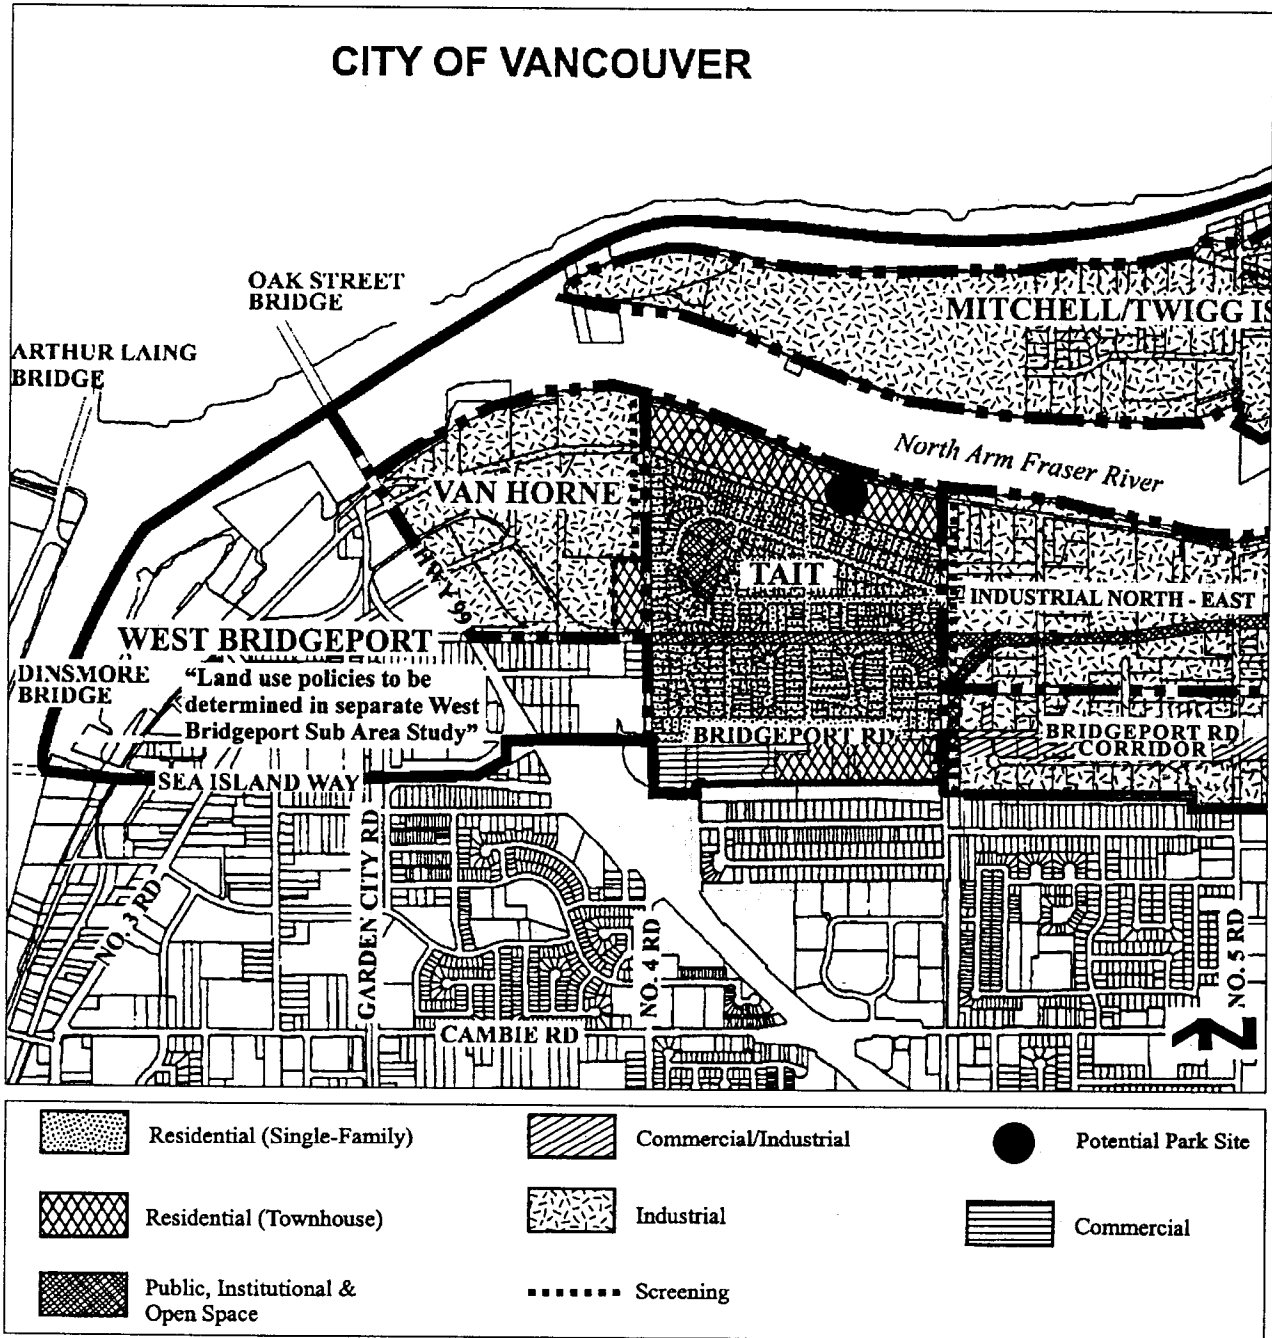 CITY OF VANCOUVER
OAK STREET
BRIDGE
MITCHELL/TWIGG IS
ARTHUR LAING
BRIDGE
North Arm Fraser River
VAN HORNE
HWAY 99
TAIT
INDUSTRIAL NORTH - EAST
WEST BRIDGEPORT
DINSMORE
BRIDGE
“Land use policies to be
determined in separate West
Bridgeport Sub Area Study”
BRIDGEPORT RD
BRIDGEPORT RD
CORRIDOR
SEA ISLAND WAY
NO. 3 RD
GARDEN CITY RD
NO. 4 RD
NO. 5 RD
CAMBIE RD
N
Residential (Single-Family)
Commercial/Industrial
Potential Park Site
Residential (Townhouse)
Industrial
Commercial
Public, Institutional &
Open Space
Screening